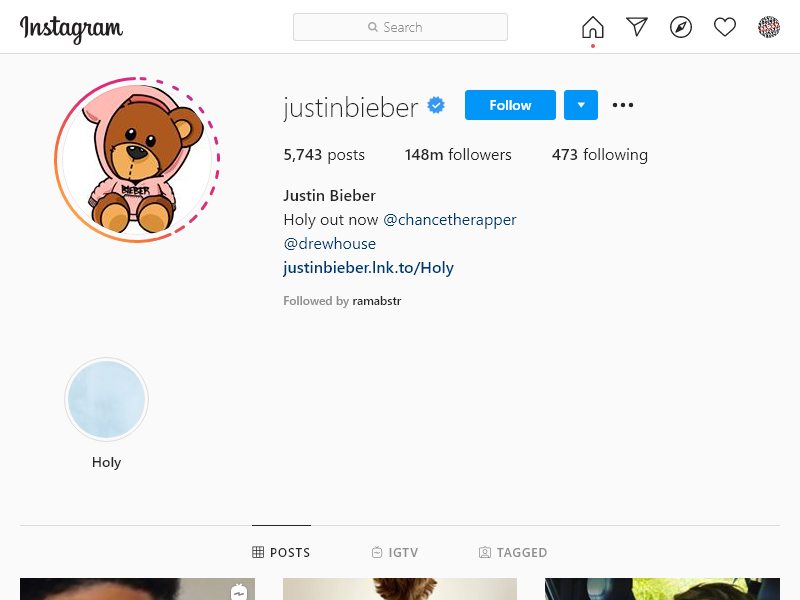 Instagram
Search
justinbieber
Follow
5,743 posts 148m followers 473 following
Justin Bieber
Holy out now @chancetherapper
@drewhouse
justinbieber.lnk.to/Holy
Followed by ramabstr
BIEBER
Holy
POSTS IGTV TAGGED